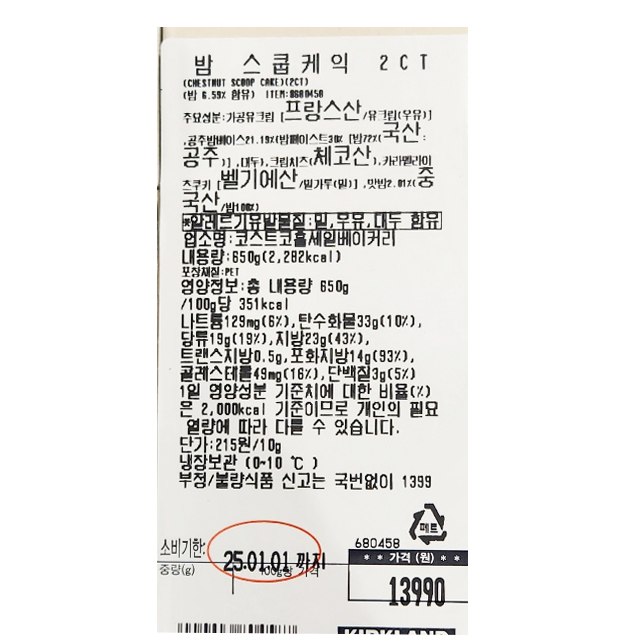 밤 스쿱케익 2CT
(CHESTNUT SCOOP CAKE)(2CT)
(밤 6.59% 함유) ITEM:#680458
주요성분:가공유크림 [프랑스산/유크림(우유)]
,공주밤베이스21.19%(밤페이스트30% [밤72%(국산:
공주)] ,대두),크림치즈(체코산),카라멜라이
즈쿠키 [벨기에산/밀가루(밀)] ,맛밤2.01%(중
국산/밤100%)
*알레르기유발물질:밀,우유,대두 함유
업소명:코스트코홀세일베이커리
내용량:650g(2,282kcal)
포장재질:PET
영양정보:총 내용량 650g
/100g당 351kcal
나트륨129mg(6%),탄수화물33g(10%),
당류19g(19%),지방23g(43%),
트랜스지방0.5g,포화지방14g(93%),
콜레스테롤49mg(16%),단백질3g(5%)
1일 영양성분 기준치에 대한 비율(%)
은 2,000kcal 기준이므로 개인의 필요
열량에 따라 다를 수 있습니다.
단가:215원/10g
냉장보관 (0~10 ℃ )
부정/불량식품 신고는 국번없이 1399
페트
소비기한: 25.01.01 까지
680458
* * 가격 (원) * *
중량(g) 100g당 가격
13990
KIRKLAND